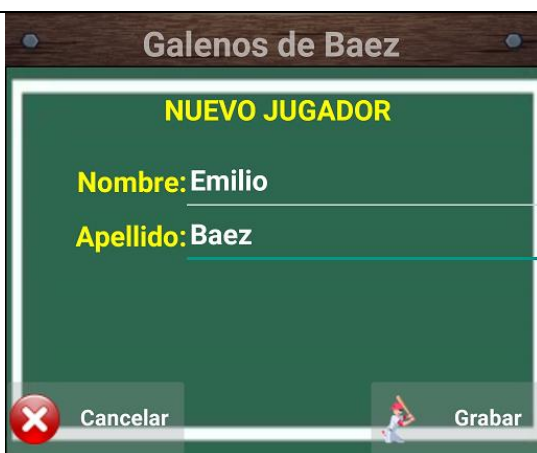 Galenos de Baez
NUEVO JUGADOR
Nombre: Emilio
Apellido: Baez
Cancelar
Grabar